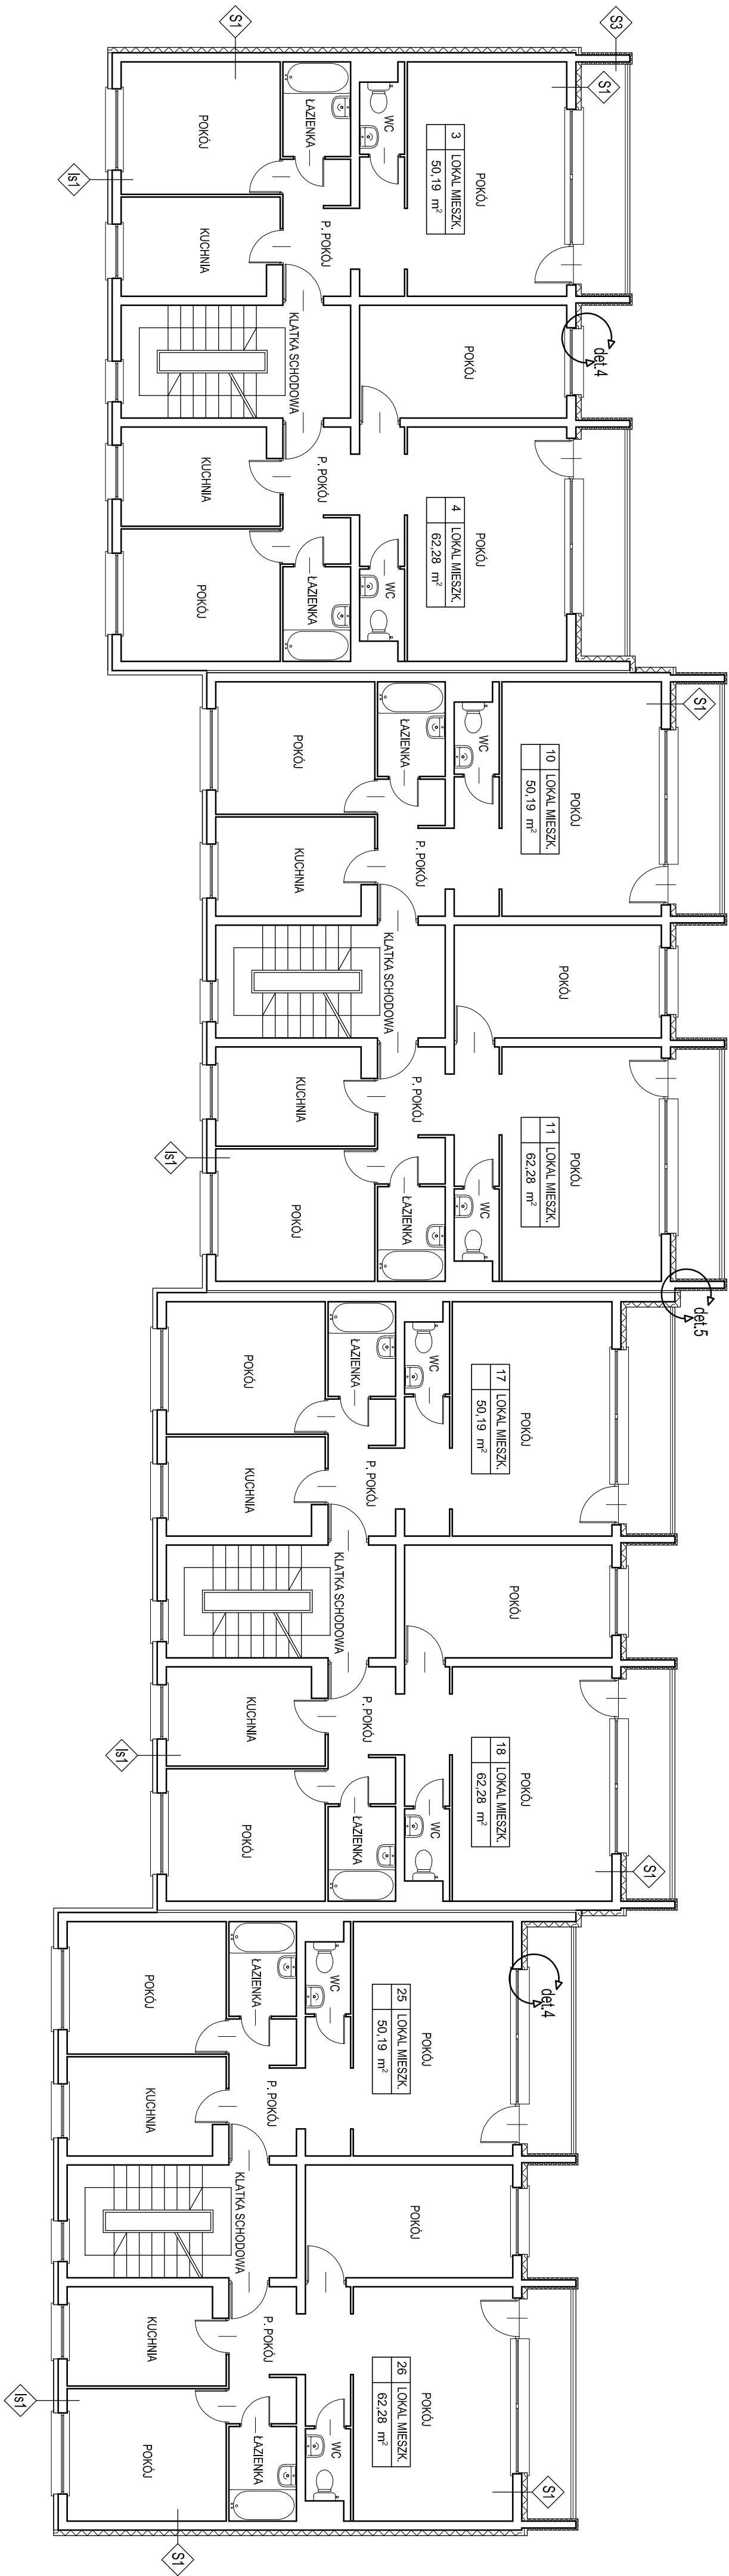 S1
S3
S1
POKÓJ
ŁAZIENKA
WC
3 LOKAL MIESZK.
50,19 m²
POKÓJ
Is1
KUCHNIA
P. POKÓJ
KLATKA SCHODOWA
POKÓJ
det.4
KUCHNIA
P. POKÓJ
4 LOKAL MIESZK.
62,28 m²
POKÓJ
POKÓJ
ŁAZIENKA
WC
S1
POKÓJ
ŁAZIENKA
WC
10 LOKAL MIESZK.
50,19 m²
POKÓJ
KUCHNIA
P. POKÓJ
KLATKA SCHODOWA
POKÓJ
KUCHNIA
P. POKÓJ
11 LOKAL MIESZK.
62,28 m²
POKÓJ
Is1
POKÓJ
ŁAZIENKA
WC
det.5
POKÓJ
ŁAZIENKA
WC
17 LOKAL MIESZK.
50,19 m²
POKÓJ
KUCHNIA
P. POKÓJ
KLATKA SCHODOWA
POKÓJ
KUCHNIA
P. POKÓJ
18 LOKAL MIESZK.
62,28 m²
POKÓJ
Is1
POKÓJ
ŁAZIENKA
WC
S1
POKÓJ
ŁAZIENKA
WC
25 LOKAL MIESZK.
50,19 m²
POKÓJ
det.4
KUCHNIA
P. POKÓJ
KLATKA SCHODOWA
POKÓJ
KUCHNIA
P. POKÓJ
26 LOKAL MIESZK.
62,28 m²
POKÓJ
Is1
POKÓJ
ŁAZIENKA
WC
S1
S1